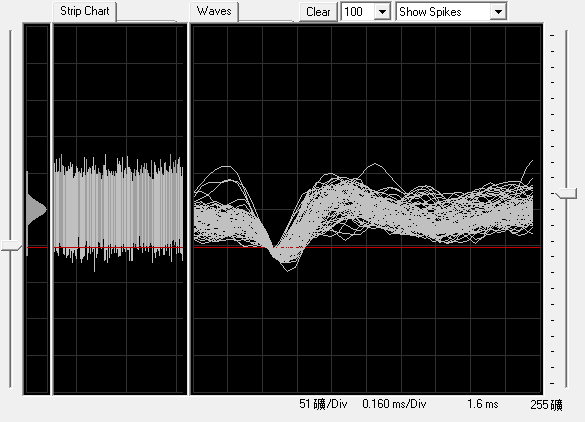 Strip Chart
Waves
Clear
100
Show Spikes
51 礦/Div 0.160 ms/Div 1.6 ms 255 礦